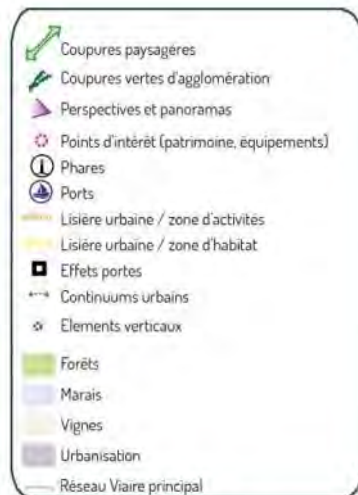 Coupures paysagères
Coupures vertes d'agglomération
Perspectives et panoramas
Points d'intérêt (patrimoine, équipements)
Phares
Ports
Lisière urbaine / zone d'activités
Lisière urbaine / zone d'habitat
Effets portes
Continuums urbains
Elements verticaux
Forêts
Marais
Vignes
Urbanisation
Réseau Viaire principal